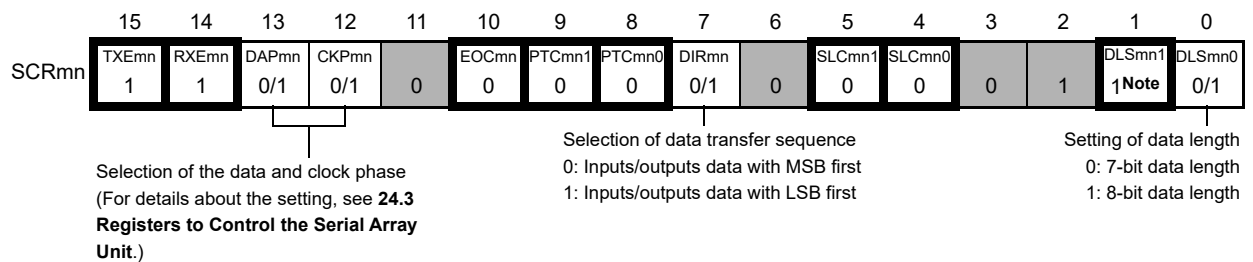 15 14 13 12 11 10 9 8 7 6 5 4 3 2 1 0
SCRmn
TXEmn RXEmn DAPmn CKPmn EOCmn PTCmn1 PTCmn0 DIRmn SLCmn1 SLCmn0 DLSmn1 DLSmn0
1 1 0/1 0/1 0 0 0 0 0/1 0 0 0 0 1 1Note 0/1
Selection of the data and clock phase
(For details about the setting, see 24.3
Registers to Control the Serial Array
Unit.)
Selection of data transfer sequence
0: Inputs/outputs data with MSB first
1: Inputs/outputs data with LSB first
Setting of data length
0: 7-bit data length
1: 8-bit data length